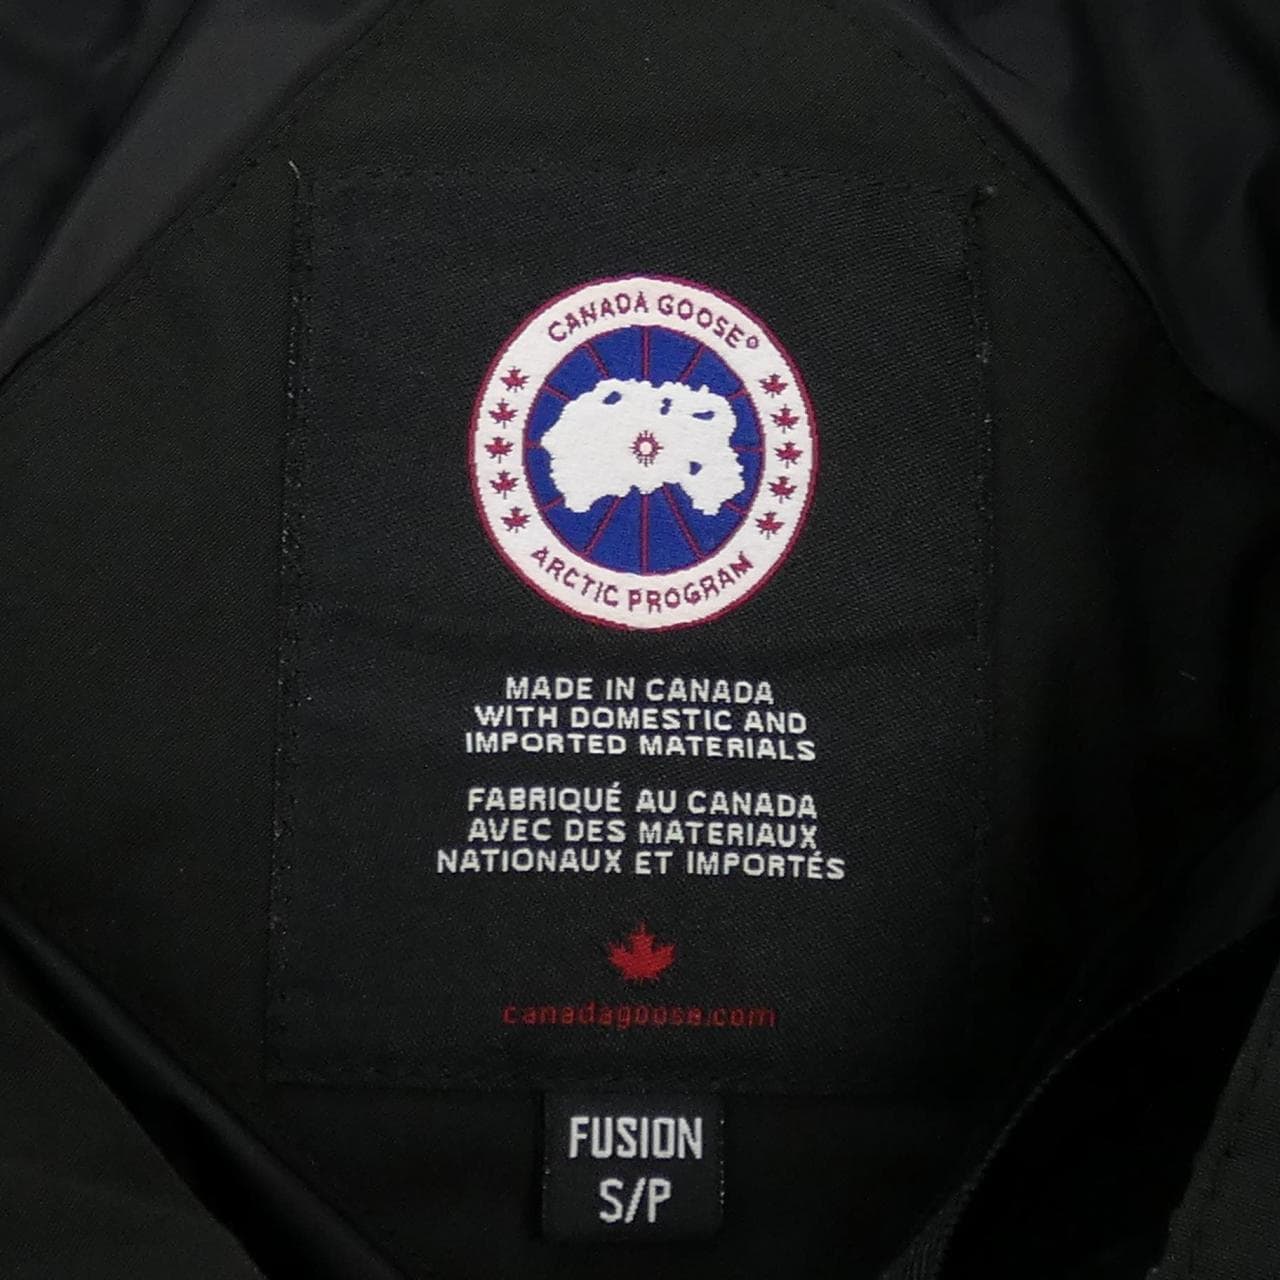 CANADA GOOSE®
ARCTIC PROGRAM
MADE IN CANADA
WITH DOMESTIC AND
IMPORTED MATERIALS
FABRIQUÉ AU CANADA
AVEC DES MATERIAUX
NATIONAUX ET IMPORTÉS
canadagoose.com
FUSION
S/P